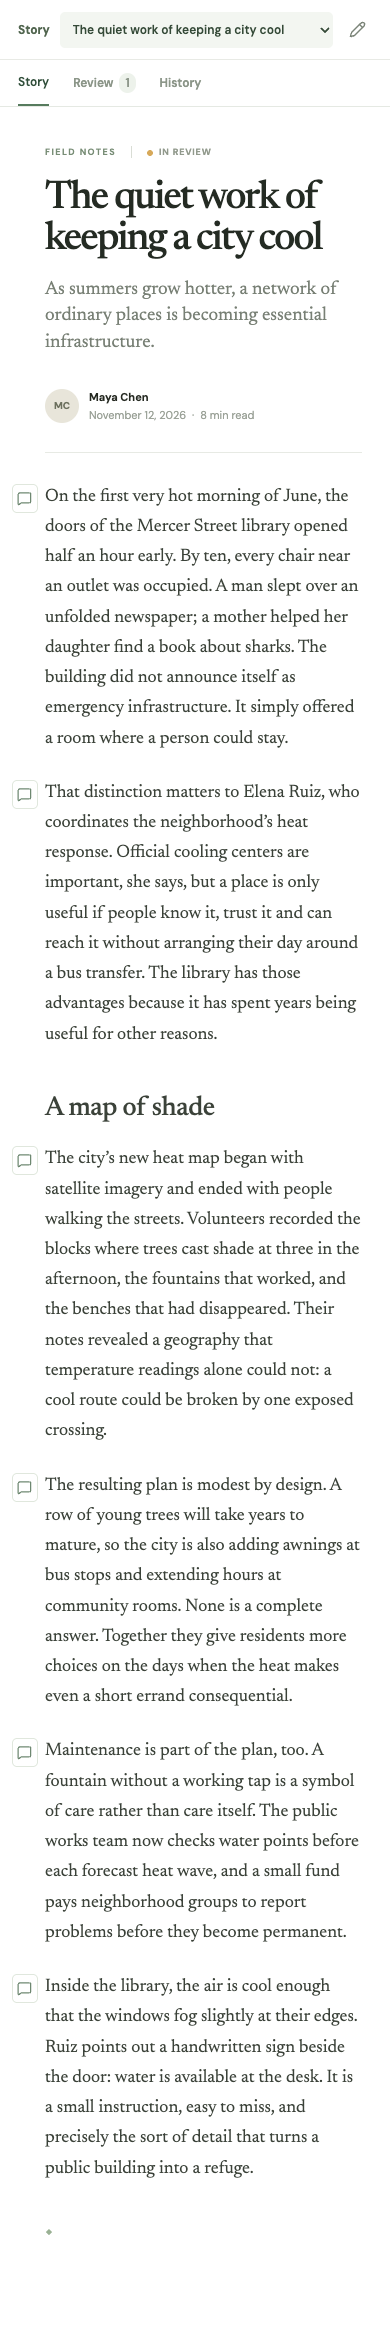 Story The quiet work of keeping a city cool
Story Review 1 History
FIELD NOTES IN REVIEW
The quiet work of
keeping a city cool
As summers grow hotter, a network of
ordinary places is becoming essential
infrastructure.
MC
Maya Chen
November 12, 2026 · 8 min read
On the first very hot morning of June, the
doors of the Mercer Street library opened
half an hour early. By ten, every chair near
an outlet was occupied. A man slept over an
unfolded newspaper; a mother helped her
daughter find a book about sharks. The
building did not announce itself as
emergency infrastructure. It simply offered
a room where a person could stay.
That distinction matters to Elena Ruiz, who
coordinates the neighborhood’s heat
response. Official cooling centers are
important, she says, but a place is only
useful if people know it, trust it and can
reach it without arranging their day around
a bus transfer. The library has those
advantages because it has spent years being
useful for other reasons.
A map of shade
The city’s new heat map began with
satellite imagery and ended with people
walking the streets. Volunteers recorded the
blocks where trees cast shade at three in the
afternoon, the fountains that worked, and
the benches that had disappeared. Their
notes revealed a geography that
temperature readings alone could not: a
cool route could be broken by one exposed
crossing.
The resulting plan is modest by design. A
row of young trees will take years to
mature, so the city is also adding awnings at
bus stops and extending hours at
community rooms. None is a complete
answer. Together they give residents more
choices on the days when the heat makes
even a short errand consequential.
Maintenance is part of the plan, too. A
fountain without a working tap is a symbol
of care rather than care itself. The public
works team now checks water points before
each forecast heat wave, and a small fund
pays neighborhood groups to report
problems before they become permanent.
Inside the library, the air is cool enough
that the windows fog slightly at their edges.
Ruiz points out a handwritten sign beside
the door: water is available at the desk. It is
a small instruction, easy to miss, and
precisely the sort of detail that turns a
public building into a refuge.